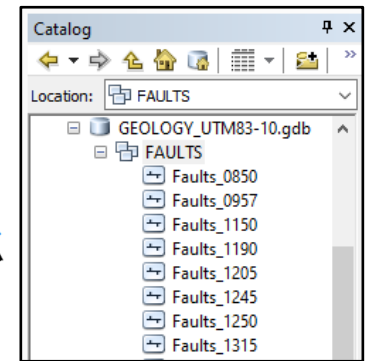 Catalog
Location: FAULTS
GEOLOGY_UTM83-10.gdb
FAULTS
Faults_0850
Faults_0957
Faults_1150
Faults_1190
Faults_1205
Faults_1245
Faults_1250
Faults_1315